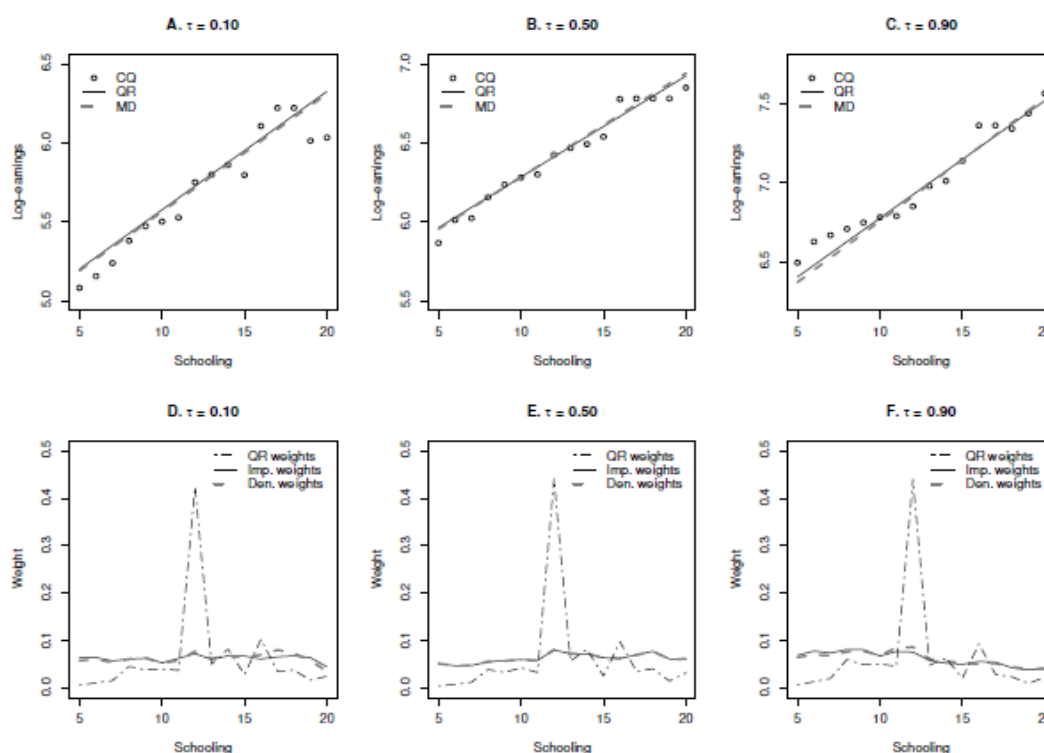 A. τ = 0.10
B. τ = 0.50
C. τ = 0.90
6.5
6.0
5.5
5.0
Log−earnings
CQ
QR
MD
5
10
15
20
Schooling
7.0
6.5
6.0
5.5
Log−earnings
CQ
QR
MD
5
10
15
20
Schooling
7.5
7.0
6.5
Log−earnings
CQ
QR
MD
5
10
15
20
Schooling
D. τ = 0.10
E. τ = 0.50
F. τ = 0.90
0.5
0.4
0.3
0.2
0.1
0.0
Weight
QR weights
Imp. weights
Den. weights
5
10
15
20
Schooling
0.5
0.4
0.3
0.2
0.1
0.0
Weight
QR weights
Imp. weights
Den. weights
5
10
15
20
Schooling
0.5
0.4
0.3
0.2
0.1
0.0
Weight
QR weights
Imp. weights
Den. weights
5
10
15
20
Schooling